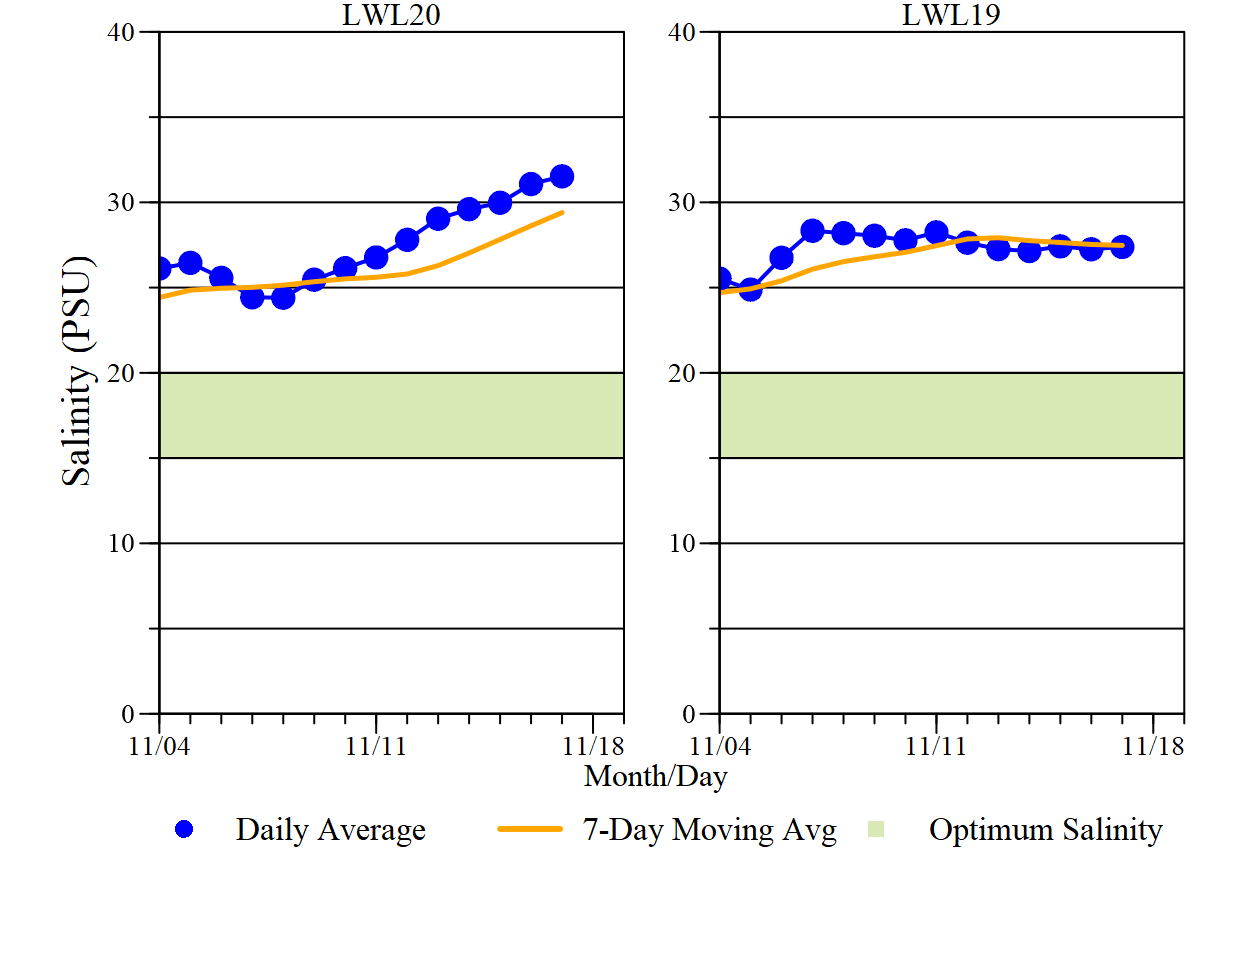 LWL20 LWL19
40 40
30 30
20 20
10 10
0 0
Salinity (PSU)
11/04 11/11 11/18 11/04 11/11 11/18
Month/Day
Daily Average 7-Day Moving Avg Optimum Salinity